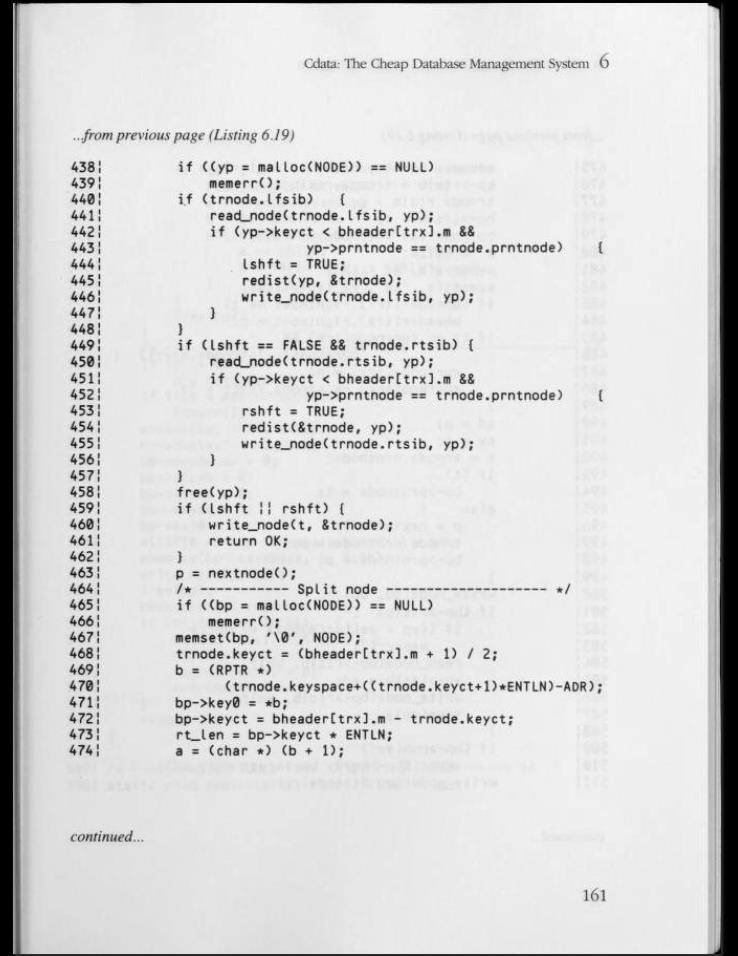 Cdata: The Cheap Database Management System 6
...from previous page (Listing 6.19)
438¦ if ((yp = malloc(NODE)) == NULL)
439¦ memerr();
440¦ if (trnode.lfsib) {
441¦ read_node(trnode.lfsib, yp);
442¦ if (yp->keyct < bheader[trx].m &&
443¦ yp->prntnode == trnode.prntnode) {
444¦ lshft = TRUE;
445¦ redist(yp, &trnode);
446¦ write_node(trnode.lfsib, yp);
447¦ }
448¦ }
449¦ if (lshft == FALSE && trnode.rtsib) {
450¦ read_node(trnode.rtsib, yp);
451¦ if (yp->keyct < bheader[trx].m &&
452¦ yp->prntnode == trnode.prntnode) {
453¦ rshft = TRUE;
454¦ redist(&trnode, yp);
455¦ write_node(trnode.rtsib, yp);
456¦ }
457¦ }
458¦ free(yp);
459¦ if (lshft ¦¦ rshft) {
460¦ write_node(t, &trnode);
461¦ return OK;
462¦ }
463¦ p = nextnode();
464¦ /* ----------- Split node -------------------- */
465¦ if ((bp = malloc(NODE)) == NULL)
466¦ memerr();
467¦ memset(bp, '\0', NODE);
468¦ trnode.keyct = (bheader[trx].m + 1) / 2;
469¦ b = (RPTR *)
470¦ (trnode.keyspace+((trnode.keyct+1)*ENTLN)-ADR);
471¦ bp->key0 = *b;
472¦ bp->keyct = bheader[trx].m - trnode.keyct;
473¦ rt_len = bp->keyct * ENTLN;
474¦ a = (char *) (b + 1);
continued...
161